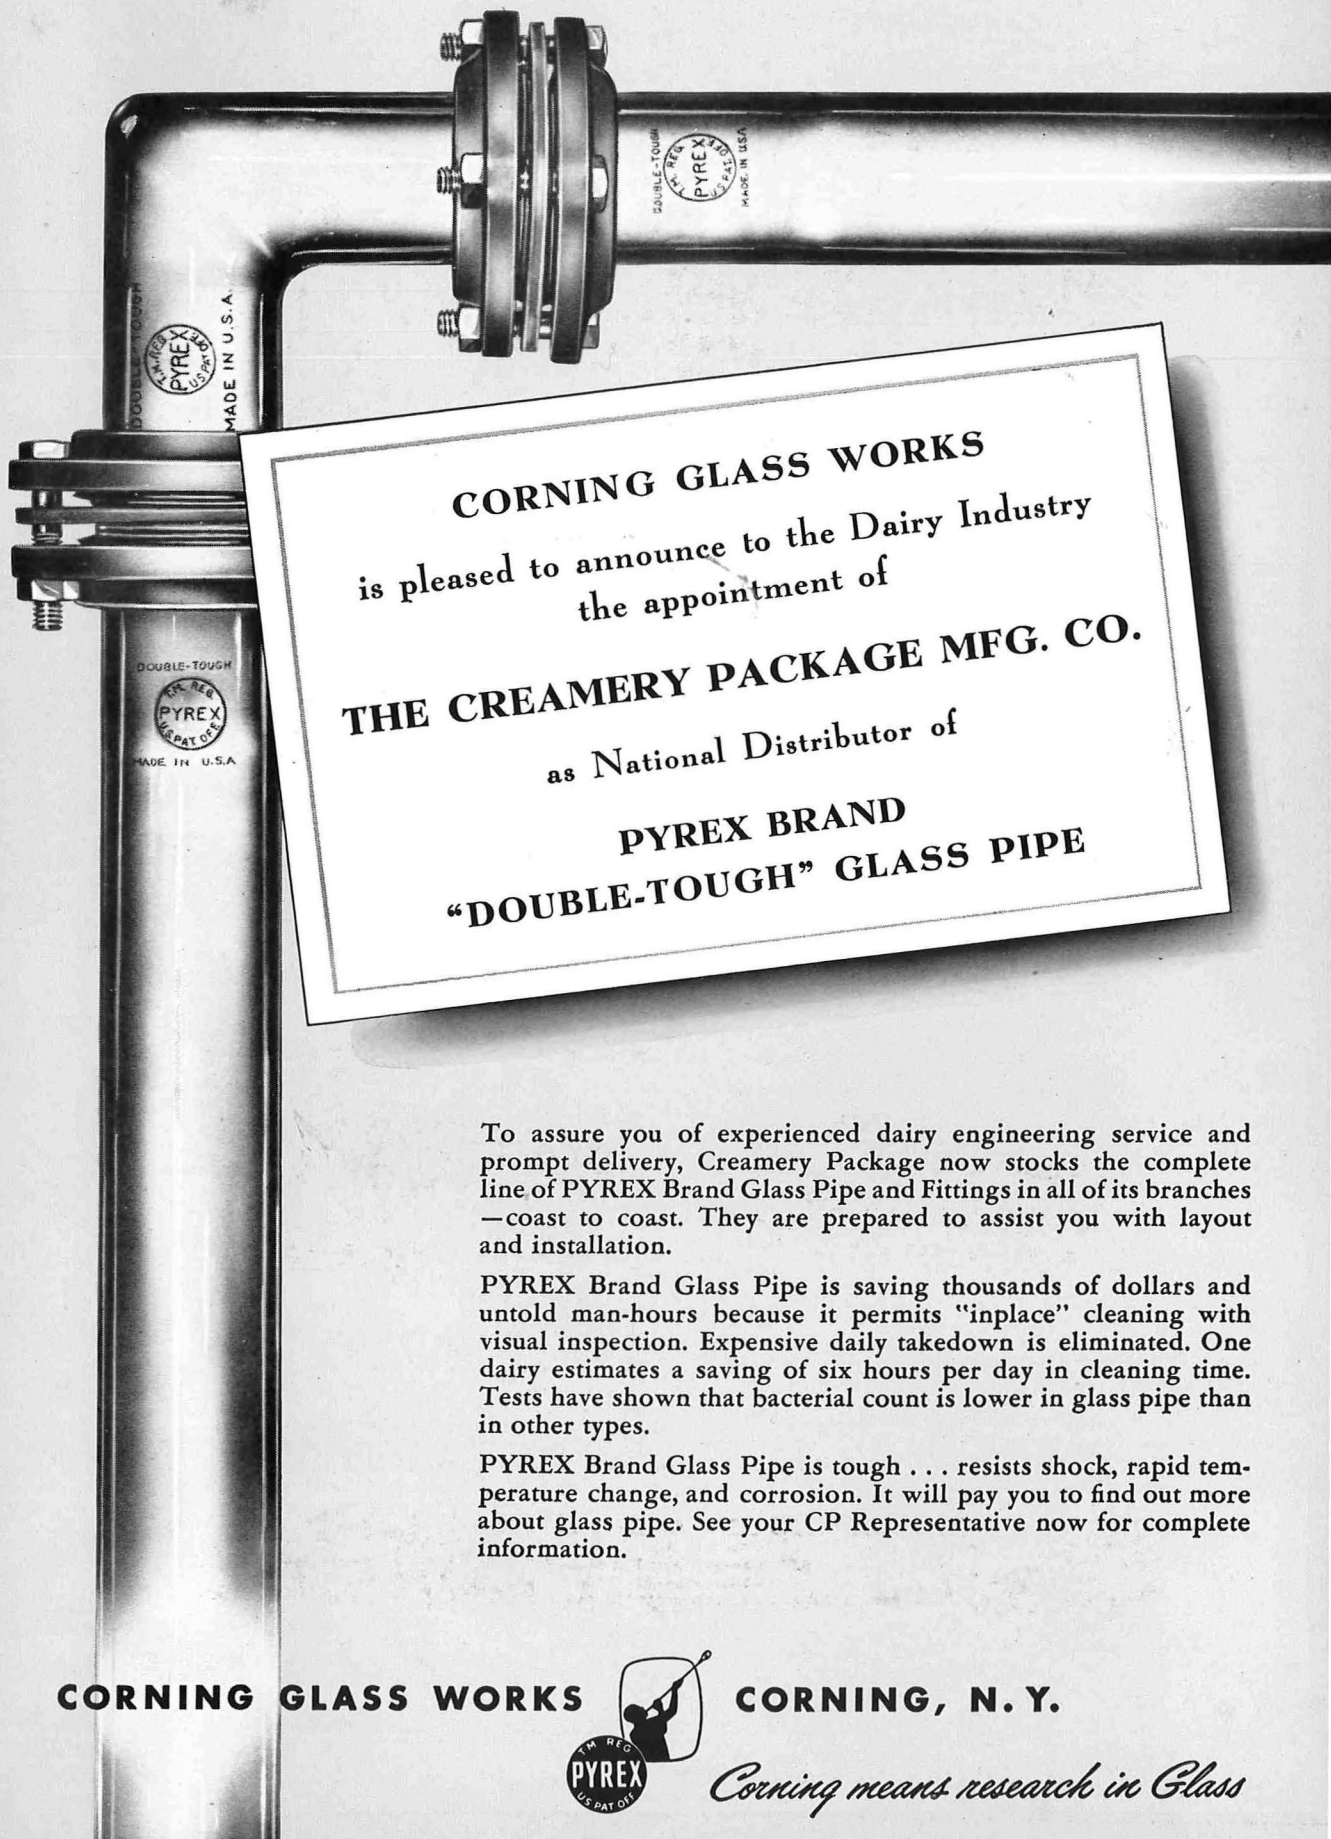 DOUBLE-TOUGH
T.M. REG.
PYREX
U.S. PAT. OFF.
MADE IN U.S.A
DOUBLE-TOUGH
T.M. REG.
PYREX
U.S. PAT. OFF.
MADE IN U.S.A.
CORNING GLASS WORKS
is pleased to announce to the Dairy Industry
the appointment of
THE CREAMERY PACKAGE MFG. CO.
as National Distributor of
PYREX BRAND
“DOUBLE-TOUGH” GLASS PIPE
DOUBLE-TOUGH
T.M. REG.
PYREX
U.S. PAT. OFF.
MADE IN U.S.A
To assure you of experienced dairy engineering service and
prompt delivery, Creamery Package now stocks the complete
line of PYREX Brand Glass Pipe and Fittings in all of its branches
—coast to coast. They are prepared to assist you with layout
and installation.
PYREX Brand Glass Pipe is saving thousands of dollars and
untold man-hours because it permits "inplace" cleaning with
visual inspection. Expensive daily takedown is eliminated. One
dairy estimates a saving of six hours per day in cleaning time.
Tests have shown that bacterial count is lower in glass pipe than
in other types.
PYREX Brand Glass Pipe is tough . . . resists shock, rapid tem-
perature change, and corrosion. It will pay you to find out more
about glass pipe. See your CP Representative now for complete
information.
CORNING GLASS WORKS CORNING, N. Y.
TM REG
PYREX
US PAT OFF
Corning means research in Glass